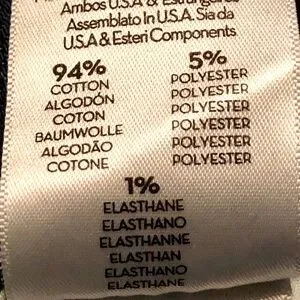 Ambos U.S.A & Estrangeiros
Assemblato In U.S.A. Sia da
U.S.A & Esteri Components
94%
COTTON
ALGODÓN
COTON
BAUMWOLLE
ALGODÃO
COTONE
5%
POLYESTER
POLYESTER
POLYESTER
POLYESTER
POLYESTER
POLYESTER
1%
ELASTHANE
ELASTHANO
ELASTHANNE
ELASTHAN
ELASTHANO
ELASTHANE